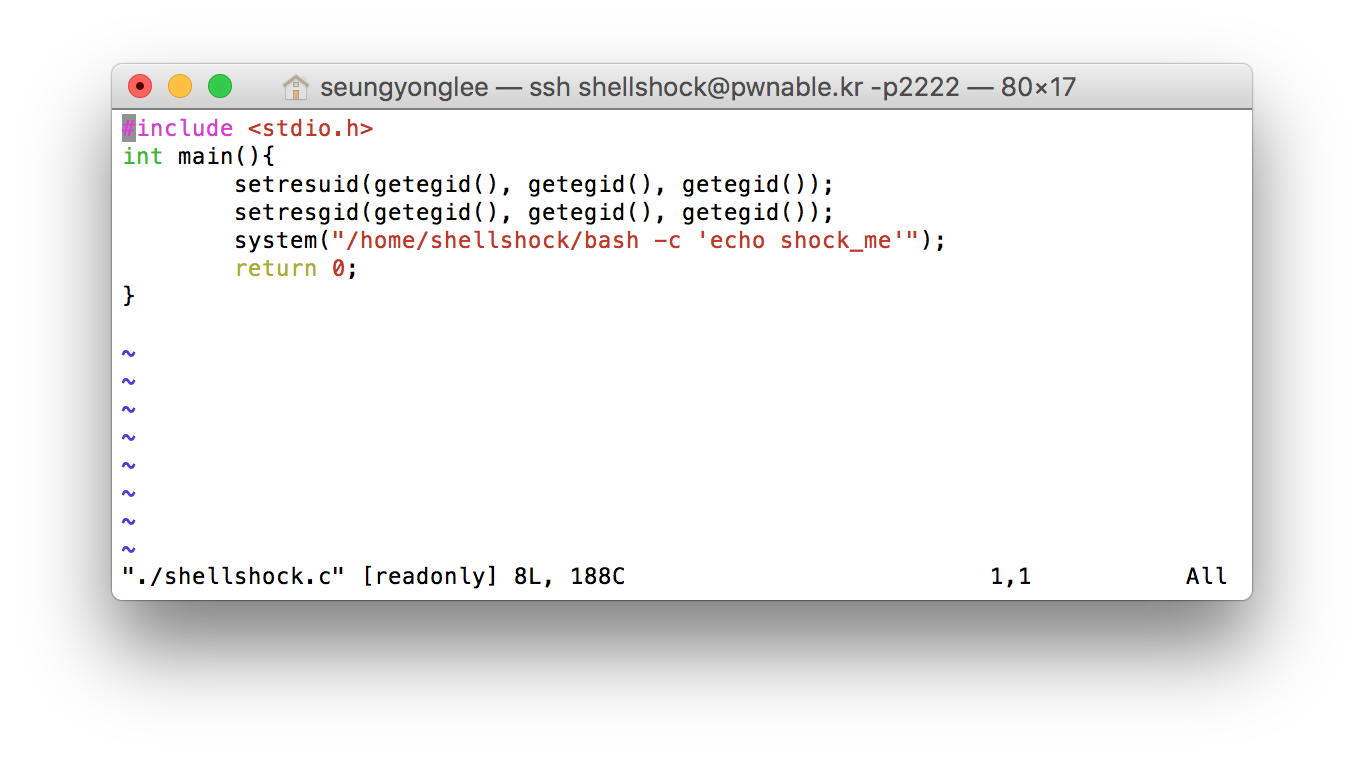 seungyonglee — ssh shellshock@pwnable.kr -p2222 — 80×17
#include <stdio.h>
int main(){
        setresuid(getegid(), getegid(), getegid());
        setresgid(getegid(), getegid(), getegid());
        system("/home/shellshock/bash -c 'echo shock_me'");
        return 0;
}
~
~
~
~
~
~
~
~
"./shellshock.c" [readonly] 8L, 188C 1,1 All